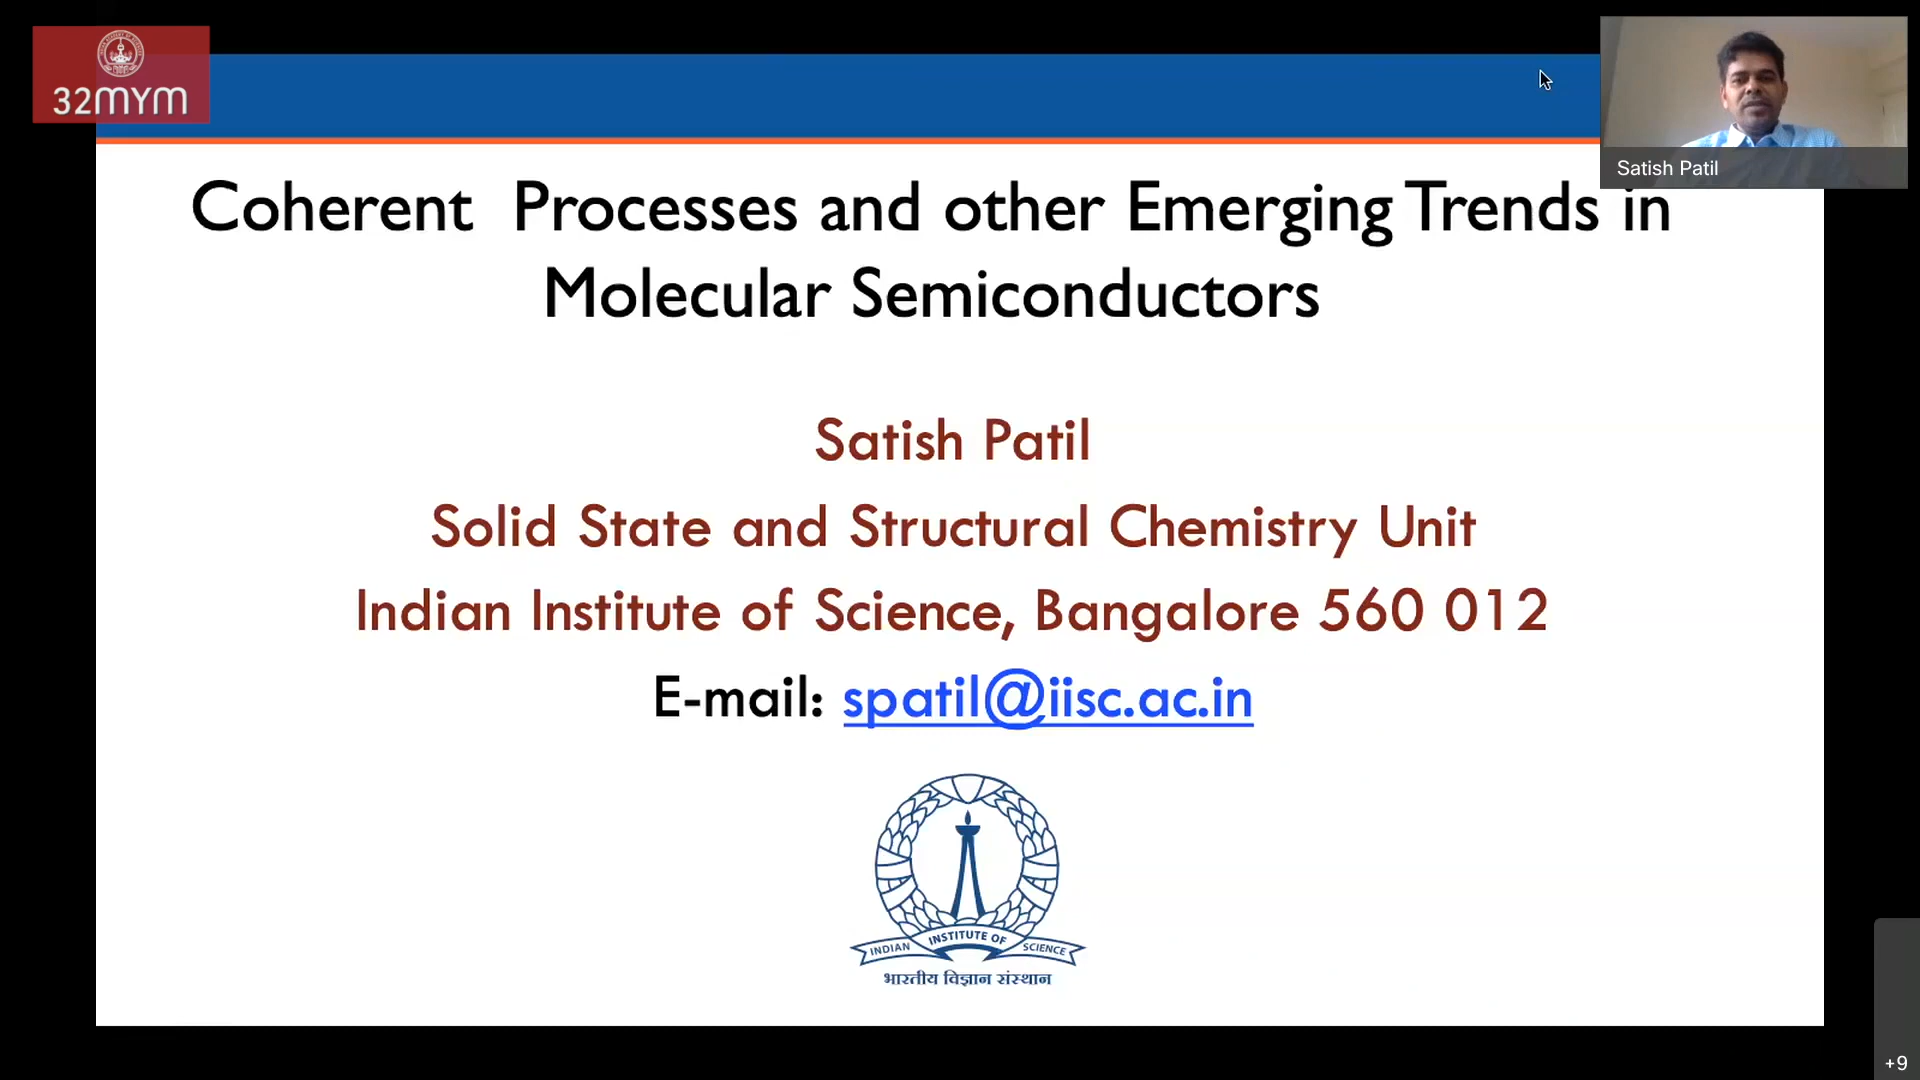 32MYM
Satish Patil
Coherent Processes and other Emerging Trends in
Molecular Semiconductors
Satish Patil
Solid State and Structural Chemistry Unit
Indian Institute of Science, Bangalore 560 012
E-mail: spatil@iisc.ac.in
INDIAN INSTITUTE OF SCIENCE
भारतीय विज्ञान संस्थान
+9